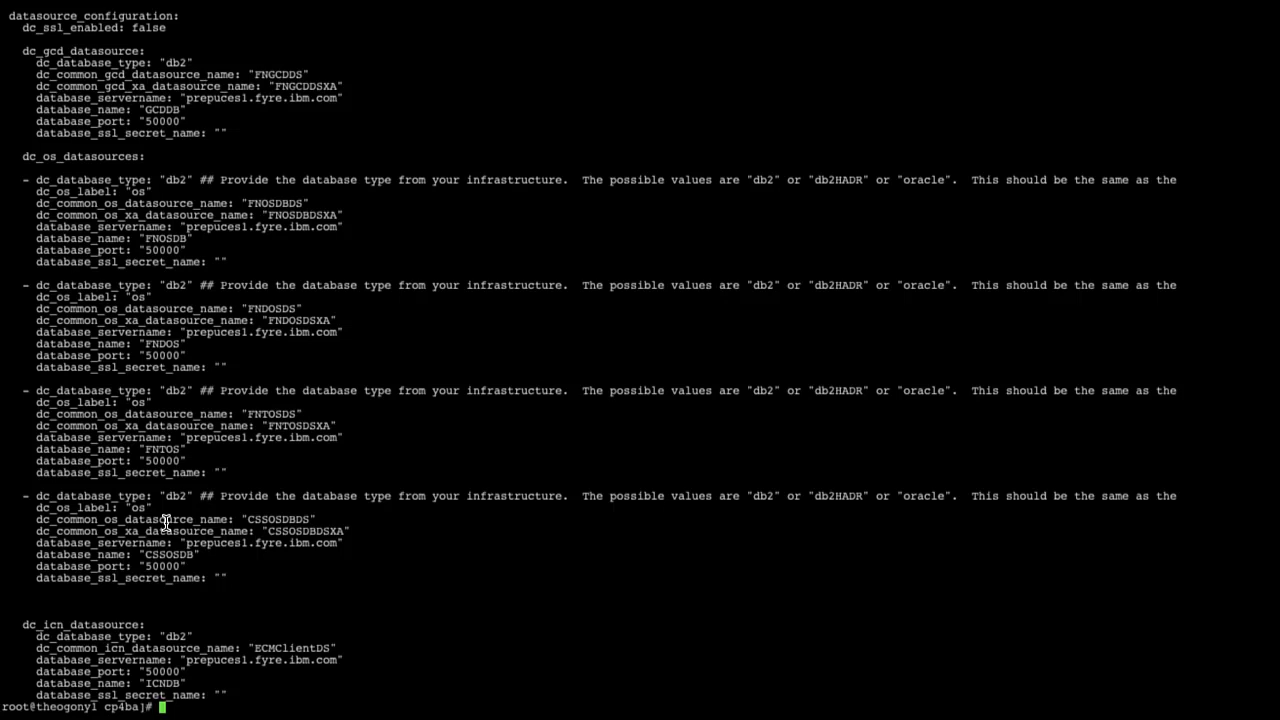 datasource_configuration:
dc_ssl_enabled: false
dc_gcd_datasource:
dc_database_type: "db2"
dc_common_gcd_datasource_name: "FNGCDDS"
dc_common_gcd_xa_datasource_name: "FNGCDDSXA"
database_servername: "prepuces1.fyre.ibm.com"
database_name: "GCDDB"
database_port: "50000"
database_ssl_secret_name: ""
dc_os_datasources:
- dc_database_type: "db2" ## Provide the database type from your infrastructure.  The possible values are "db2" or "db2HADR" or "oracle".  This should be the same as the
dc_os_label: "os"
dc_common_os_datasource_name: "FNOSDBDS"
dc_common_os_xa_datasource_name: "FNOSDBDSXA"
database_servername: "prepuces1.fyre.ibm.com"
database_name: "FNOSDB"
database_port: "50000"
database_ssl_secret_name: ""
- dc_database_type: "db2" ## Provide the database type from your infrastructure.  The possible values are "db2" or "db2HADR" or "oracle".  This should be the same as the
dc_os_label: "os"
dc_common_os_datasource_name: "FNDOSDS"
dc_common_os_xa_datasource_name: "FNDOSDSXA"
database_servername: "prepuces1.fyre.ibm.com"
database_name: "FNDOS"
database_port: "50000"
database_ssl_secret_name: ""
- dc_database_type: "db2" ## Provide the database type from your infrastructure.  The possible values are "db2" or "db2HADR" or "oracle".  This should be the same as the
dc_os_label: "os"
dc_common_os_datasource_name: "FNTOSDS"
dc_common_os_xa_datasource_name: "FNTOSDSXA"
database_servername: "prepuces1.fyre.ibm.com"
database_name: "FNTOS"
database_port: "50000"
database_ssl_secret_name: ""
- dc_database_type: "db2" ## Provide the database type from your infrastructure.  The possible values are "db2" or "db2HADR" or "oracle".  This should be the same as the
dc_os_label: "os"
dc_common_os_datasource_name: "CSSOSDBDS"
dc_common_os_xa_datasource_name: "CSSOSDBDSXA"
database_servername: "prepuces1.fyre.ibm.com"
database_name: "CSSOSDB"
database_port: "50000"
database_ssl_secret_name: ""
dc_icn_datasource:
dc_database_type: "db2"
dc_common_icn_datasource_name: "ECMClientDS"
database_servername: "prepuces1.fyre.ibm.com"
database_port: "50000"
database_name: "ICNDB"
database_ssl_secret_name: ""
root@theogony1 cp4ba]#